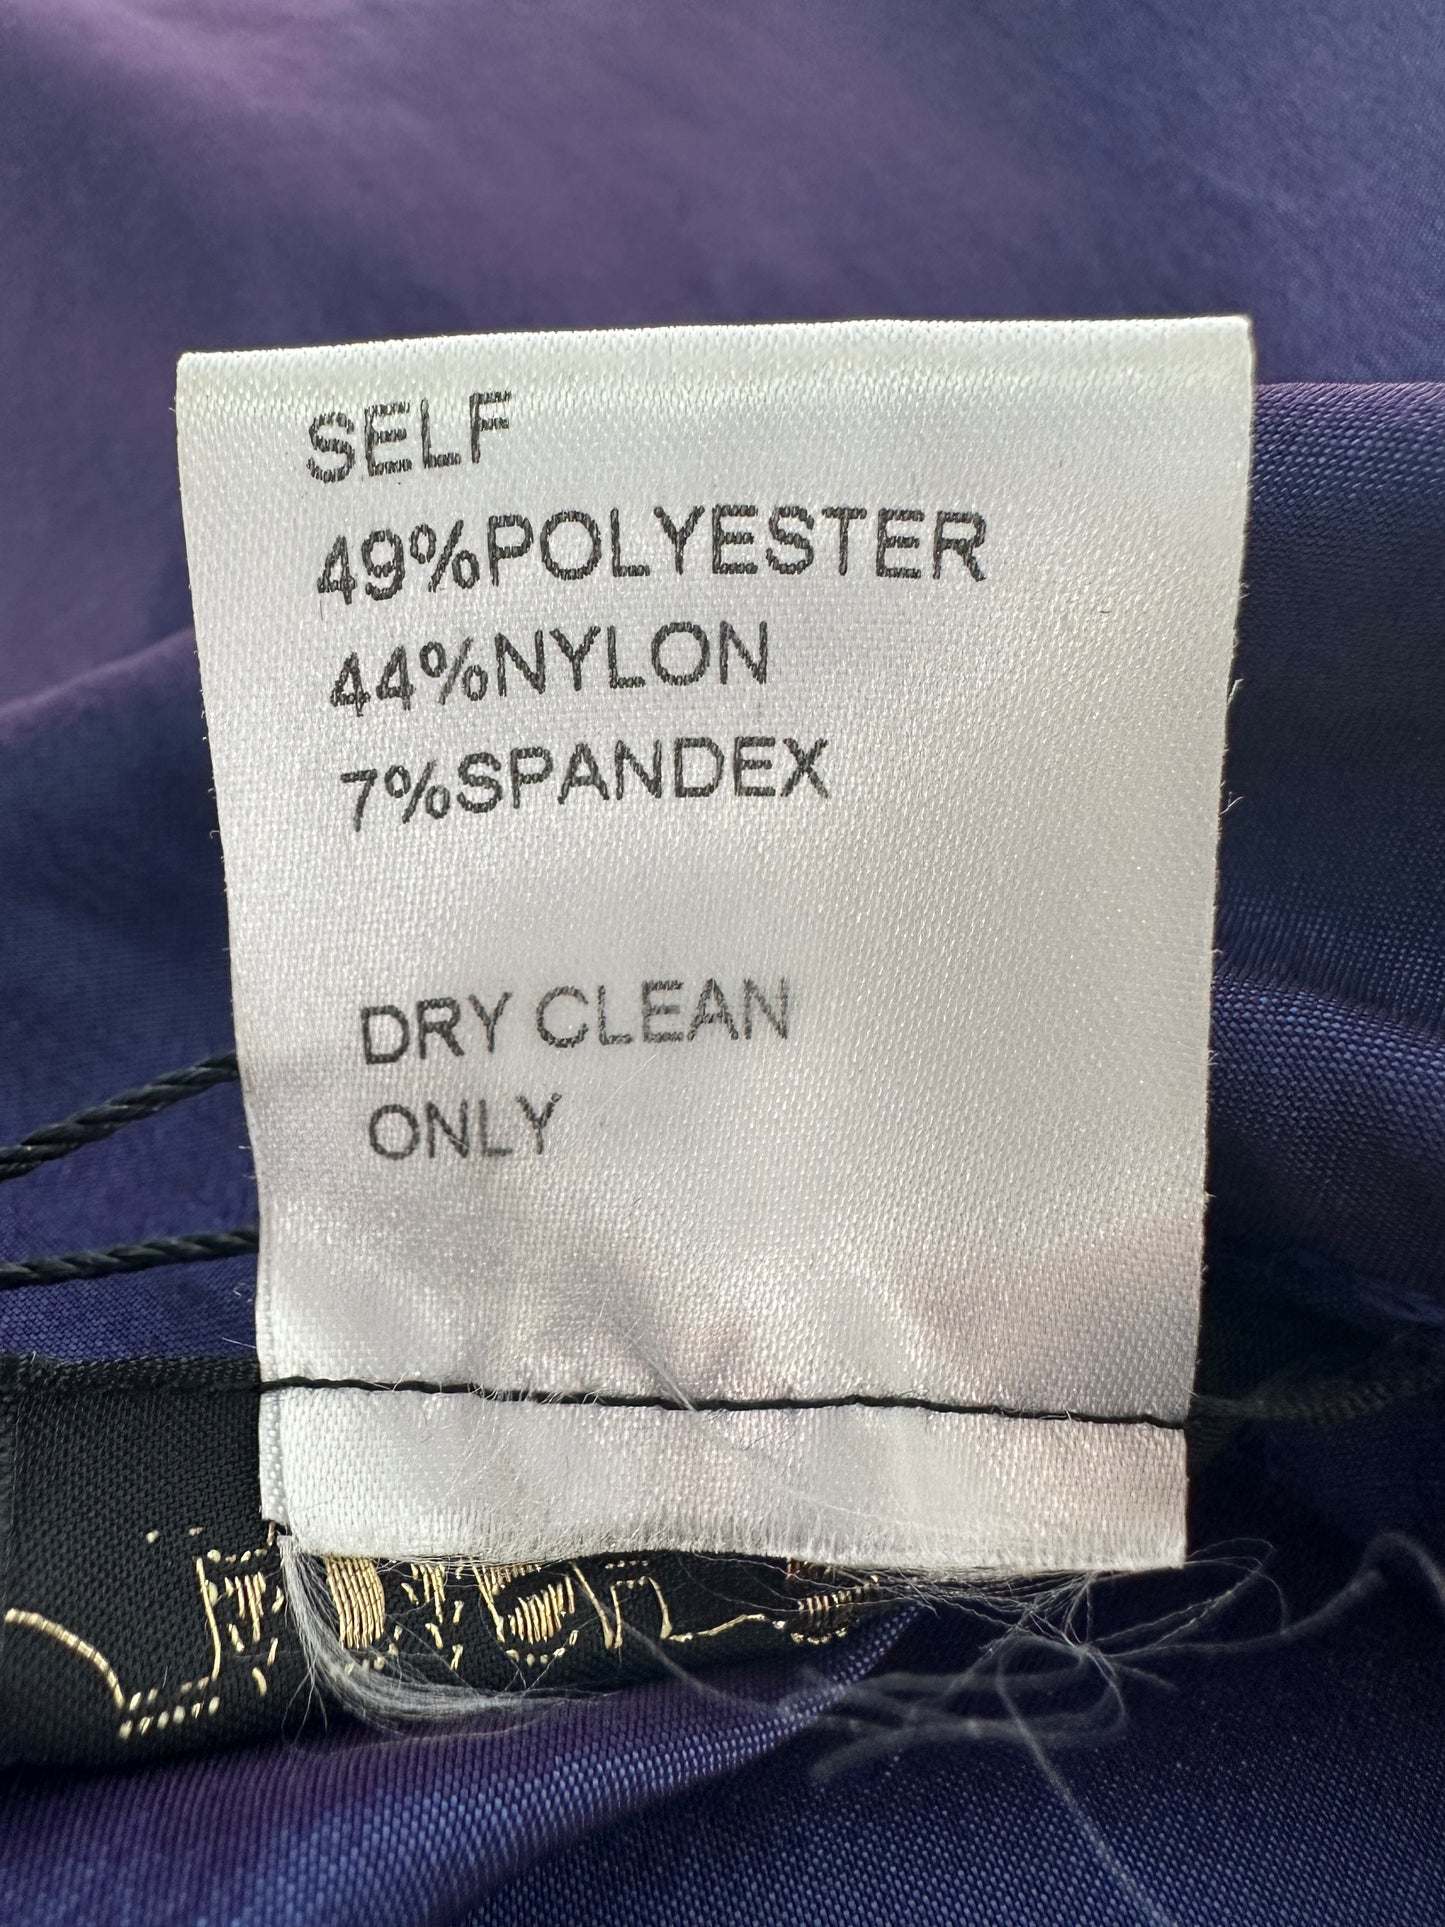 SELF
49%POLYESTER
44%NYLON
7%SPANDEX
DRY CLEAN
ONLY